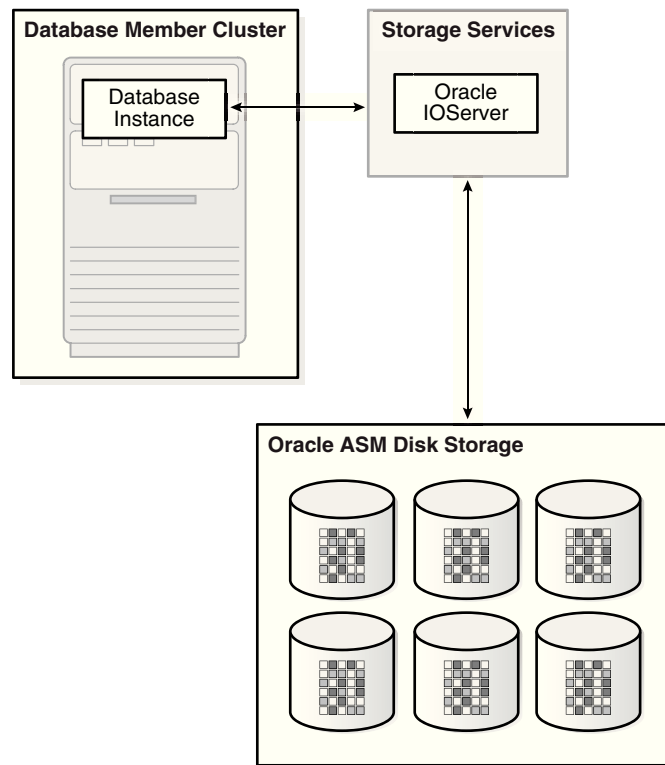 Database Member Cluster
Database
Instance
Storage Services
Oracle
IOServer
Oracle ASM Disk Storage